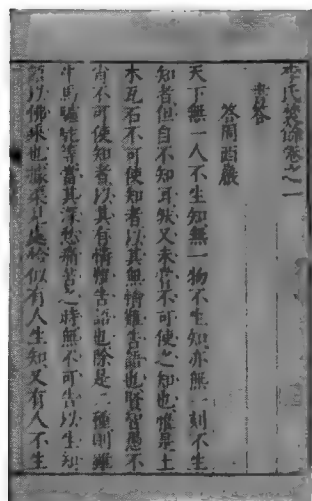 李氏焚書卷之一
書答
答周西巖
天下無一人不生知無一物不生知亦無一刻不生
知者但自不知耳然又未嘗不可使之知也惟是土
木瓦石不可使知者以其無情難告語也賢智愚不
肖不可使知者以其有情難告語也除是二種則雖
牛馬驢駝等當其深愁痛苦之時無不可告以生知
語以佛乘也據渠見處恰似有人生知又有人不生